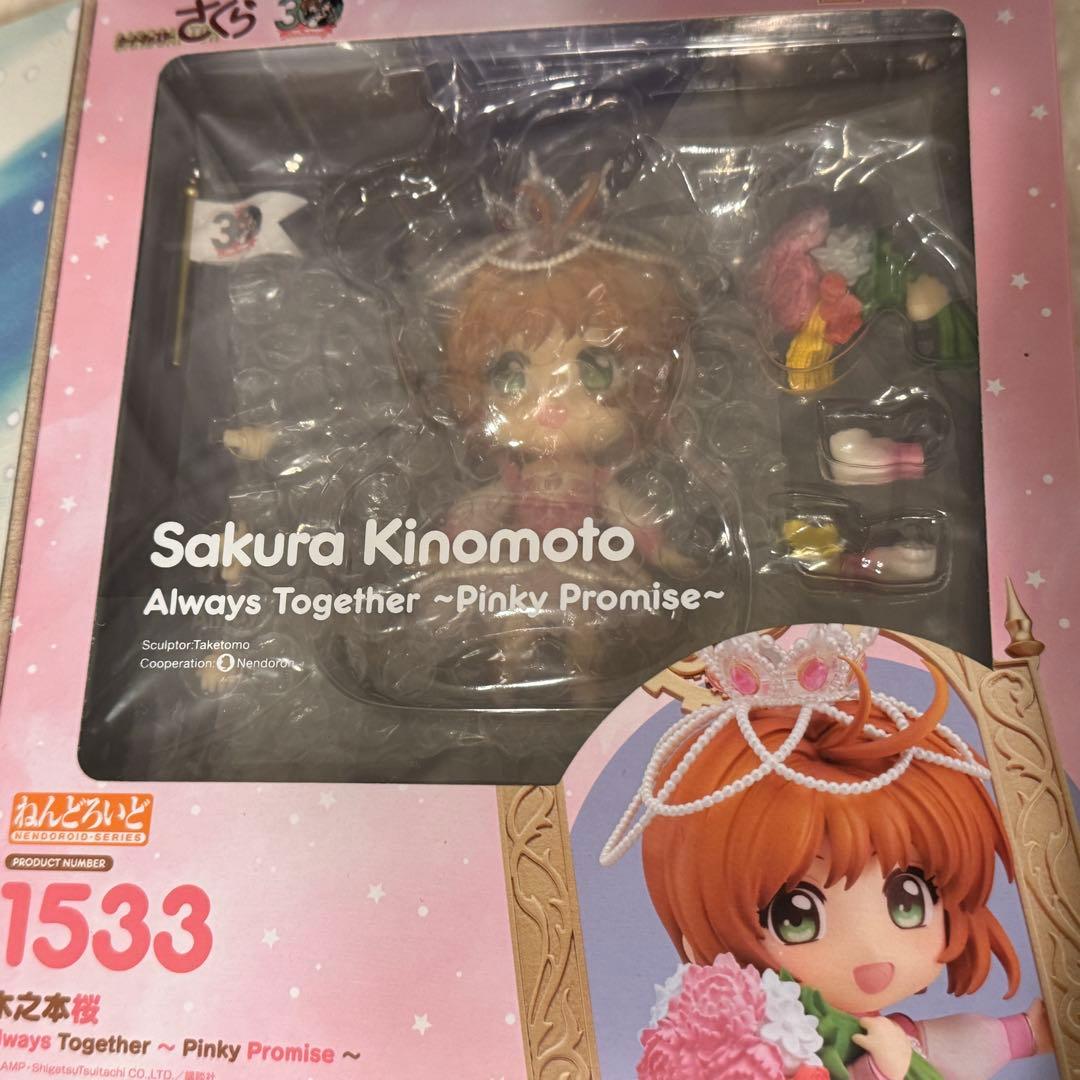 さくら
30
30
Sakura Kinomoto
Always Together ~Pinky Promise~
Sculptor:Taketomo
Cooperation: Nendoron
ねんどろいど
NENDOROID・SERIES
PRODUCT NUMBER
1533
木之本桜
lways Together ~ Pinky Promise ~
AMP・ShigatsuTsuitachi CO.,LTD./講談社